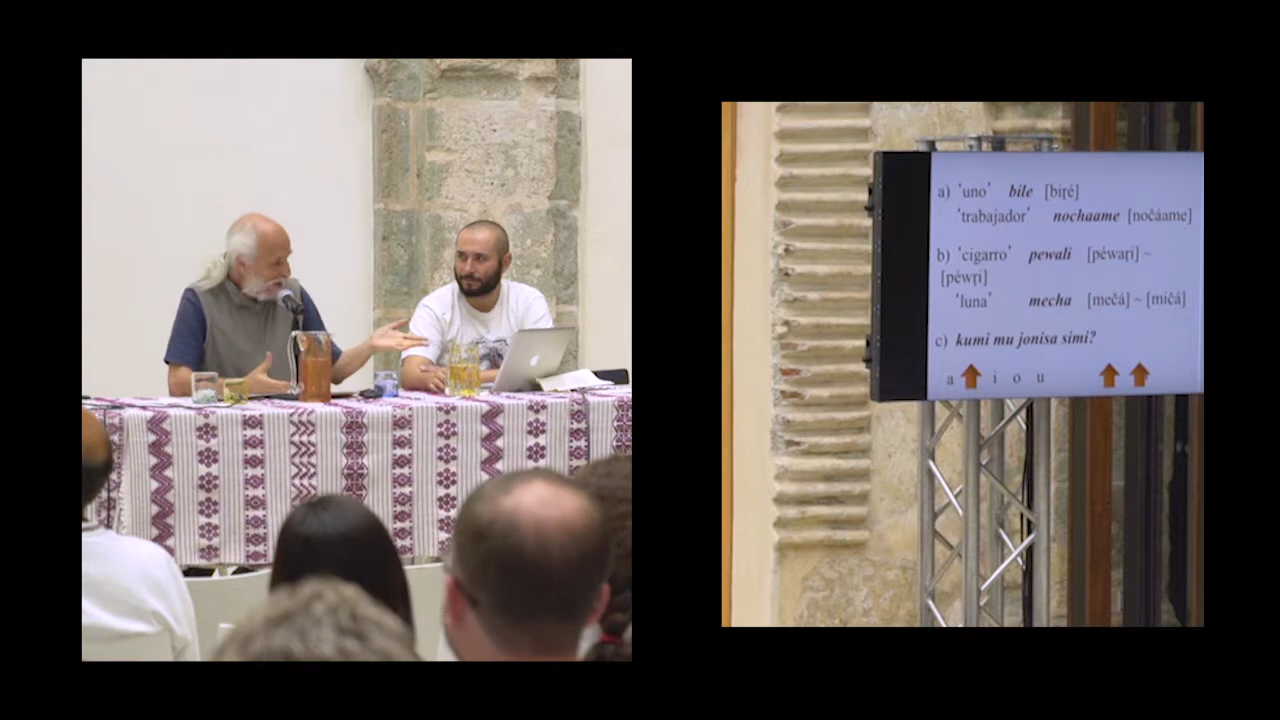 a) 'uno' bile [biṛé]
'trabajador' nochaame [nočáame]
b) 'cigarro' pewali [péwaṛi] ~
[péwṛi]
'luna' mecha [mečá] ~ [mičá]
c) kumi mu jonisa simi?
a i o u